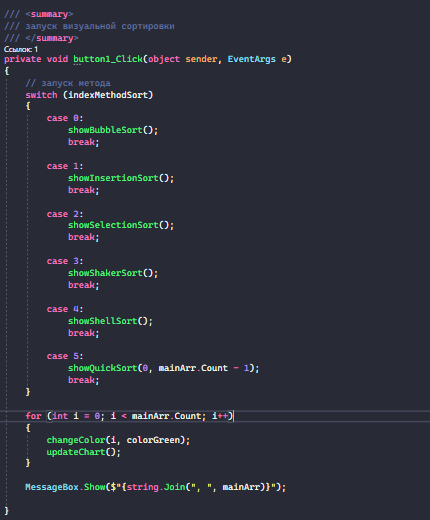 /// <summary>
/// запуск визуальной сортировки
/// </summary>
Ссылок: 1
private void button1_Click(object sender, EventArgs e)
{
    // запуск метода
    switch (indexMethodSort)
    {
        case 0:
            showBubbleSort();
            break;

        case 1:
            showInsertionSort();
            break;

        case 2:
            showSelectionSort();
            break;

        case 3:
            showShakerSort();
            break;

        case 4:
            showShellSort();
            break;

        case 5:
            showQuickSort(0, mainArr.Count - 1);
            break;
    }

    for (int i = 0; i < mainArr.Count; i++)
    {
        changeColor(i, colorGreen);
        updateChart();
    }

    MessageBox.Show($"{string.Join(", ", mainArr)}");

}